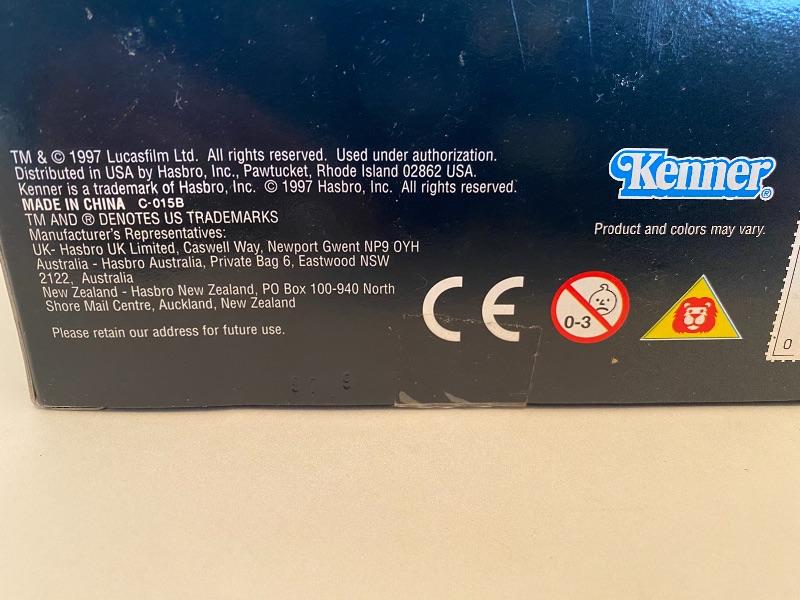 TM & © 1997 Lucasfilm Ltd. All rights reserved. Used under authorization.
Distributed in USA by Hasbro, Inc., Pawtucket, Rhode Island 02862 USA.
Kenner is a trademark of Hasbro, Inc. © 1997 Hasbro, Inc. All rights reserved.
MADE IN CHINA C-015B
TM AND ® DENOTES US TRADEMARKS
Manufacturer's Representatives:
UK- Hasbro UK Limited, Caswell Way, Newport Gwent NP9 OYH
Australia - Hasbro Australia, Private Bag 6, Eastwood NSW
2122, Australia
New Zealand - Hasbro New Zealand, PO Box 100-940 North
Shore Mail Centre, Auckland, New Zealand
Please retain our address for future use.
Kenner®
Product and colors may vary.
CE
0-3
0